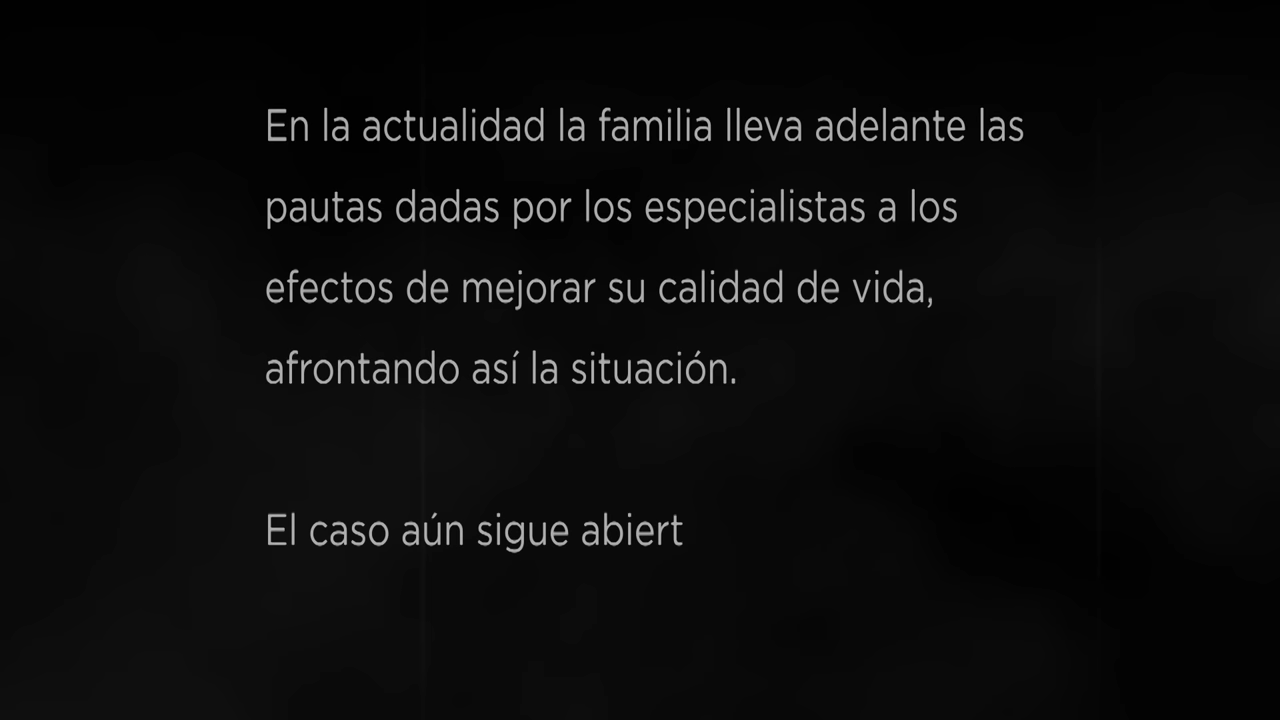 En la actualidad la familia lleva adelante las
pautas dadas por los especialistas a los
efectos de mejorar su calidad de vida,
afrontando así la situación.
El caso aún sigue abiert